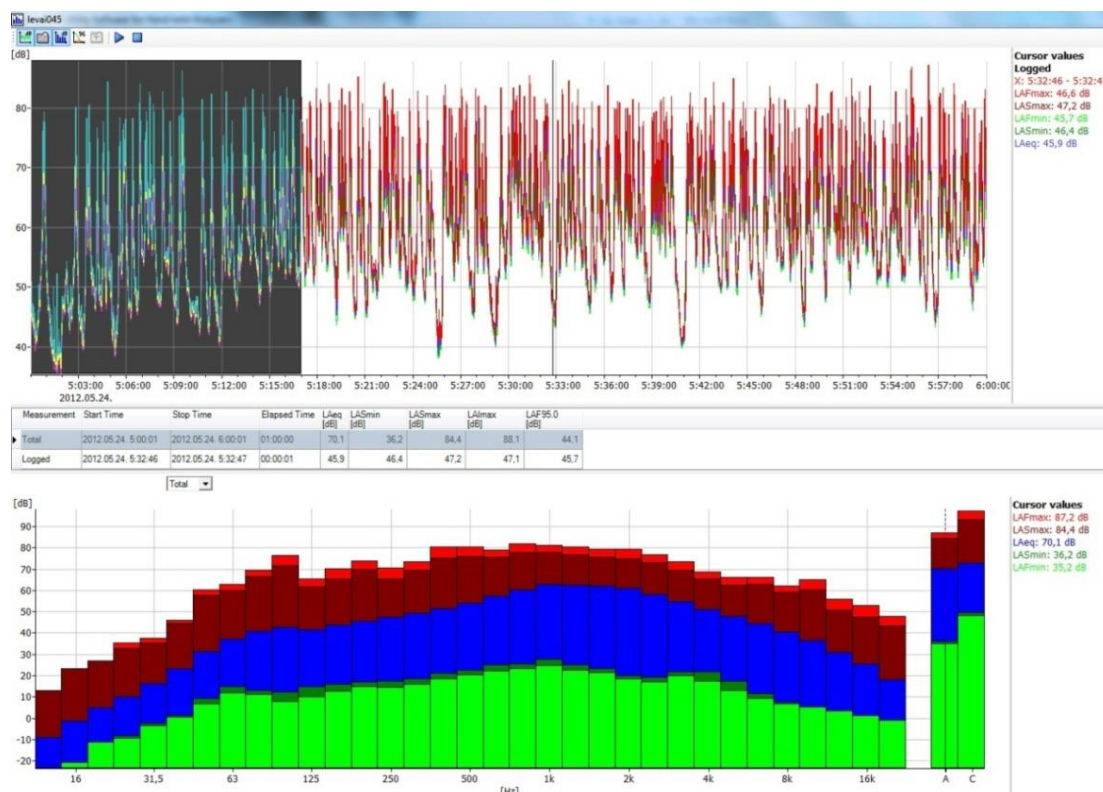 levai045
[dB]
80
70
60
50
40
5:03:00 5:06:00 5:09:00 5:12:00 5:15:00 5:18:00 5:21:00 5:24:00 5:27:00 5:30:00 5:33:00 5:36:00 5:39:00 5:42:00 5:45:00 5:48:00 5:51:00 5:54:00 5:57:00 6:00:00
2012.05.24.
Cursor values
Logged
X: 5:32:46 - 5:32:4
LAFmax: 46,6 dB
LASmax: 47,2 dB
LAFmin: 45,7 dB
LASmin: 46,4 dB
LAeq: 45,9 dB
Measurement Start Time Stop Time Elapsed Time LAeq [dB] LASmin [dB] LASmax [dB] LAImax [dB] LAF95.0 [dB]
Total 2012.05.24. 5:00:01 2012.05.24. 6:00:01 01:00:00 70,1 36,2 84,4 88,1 44,1
Logged 2012.05.24. 5:32:46 2012.05.24. 5:32:47 00:00:01 45,9 46,4 47,2 47,1 45,7
Total
[dB]
90
80
70
60
50
40
30
20
10
0
-10
-20
16 31,5 63 125 250 500 1k 2k 4k 8k 16k A C
[Hz]
Cursor values
LAFmax: 87,2 dB
LASmax: 84,4 dB
LAeq: 70,1 dB
LASmin: 36,2 dB
LAFmin: 35,2 dB